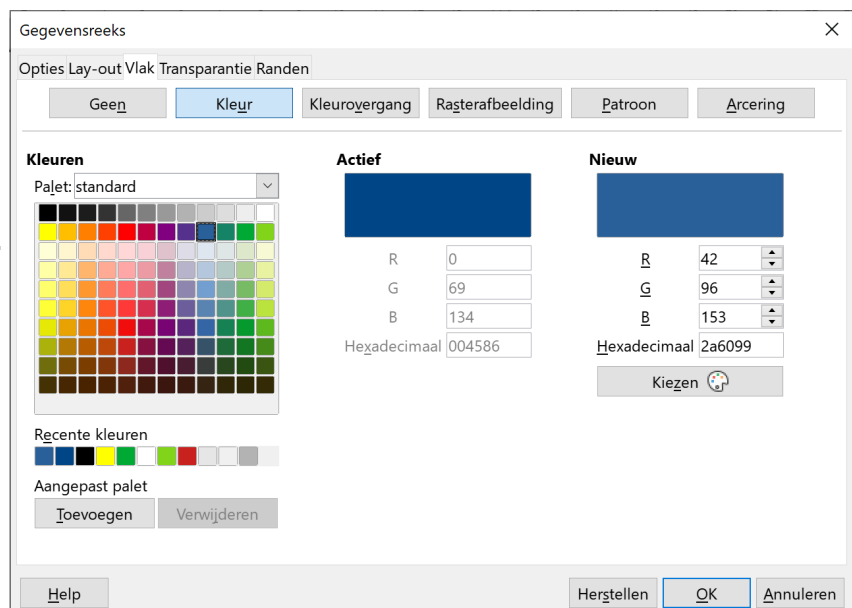 Gegevensreeks
Opties Lay-out Vlak Transparantie Randen
Geen Kleur Kleurovergang Rasterafbeelding Patroon Arcering
Kleuren
Palet: standard
Recente kleuren
Aangepast palet
Toevoegen Verwijderen
Actief
R 0
G 69
B 134
Hexadecimaal 004586
Nieuw
R 42
G 96
B 153
Hexadecimaal 2a6099
Kiezen
Help Herstellen OK Annuleren